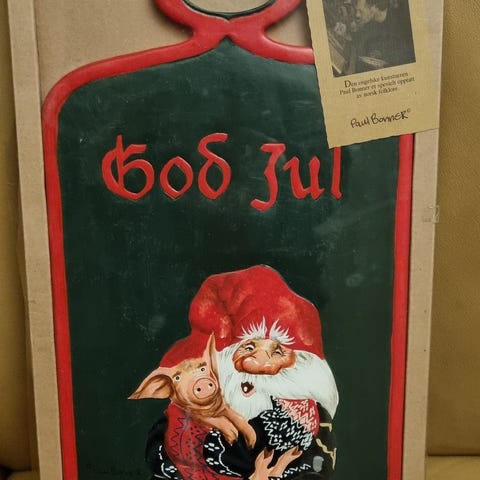 Den engelske kunstneren
Paul Bonner er spesielt opptatt
av norsk folklore.
Paul Bonner©
God Jul